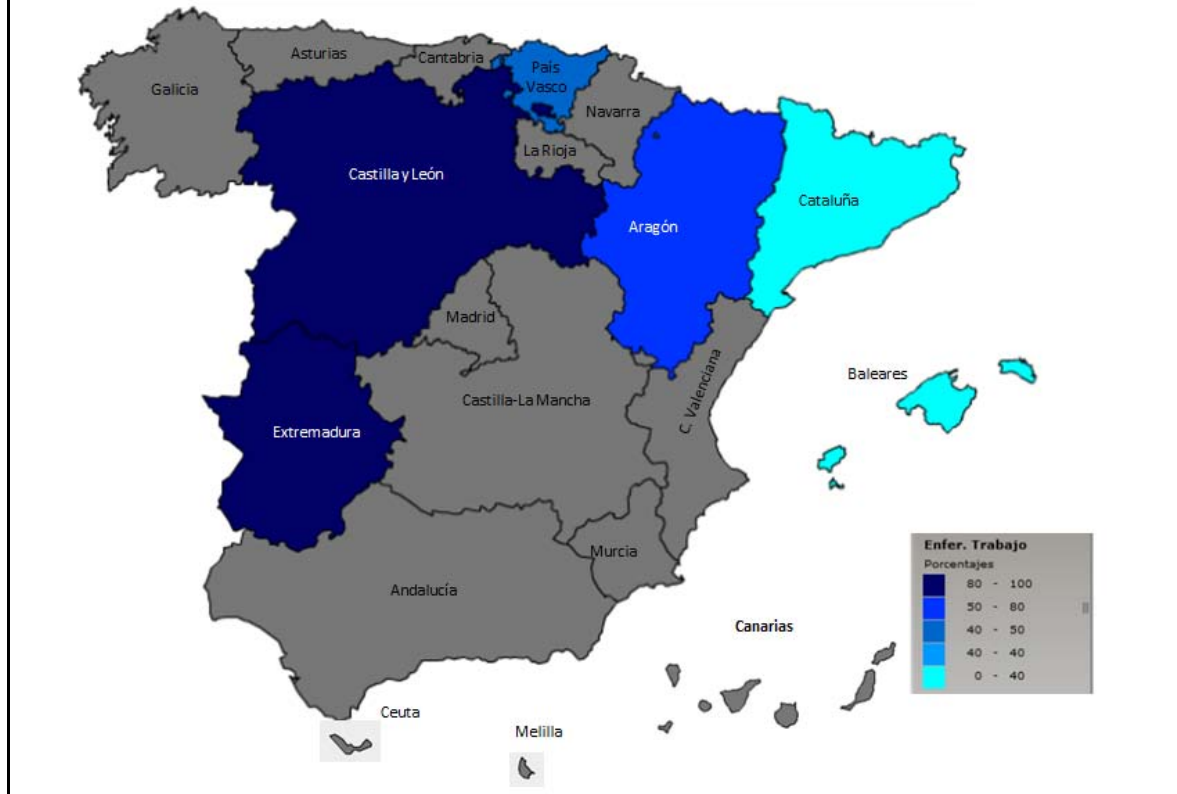 Galicia
Asturias
Cantabria
País
Vasco
Navarra
La Rioja
Castilla y León
Aragón
Cataluña
Madrid
Castilla-La Mancha
C. Valenciana
Baleares
Extremadura
Murcia
Andalucía
Canarias
Ceuta
Melilla
Enfer. Trabajo
Porcentajes
80 - 100
50 - 80
40 - 50
40 - 40
0 - 40